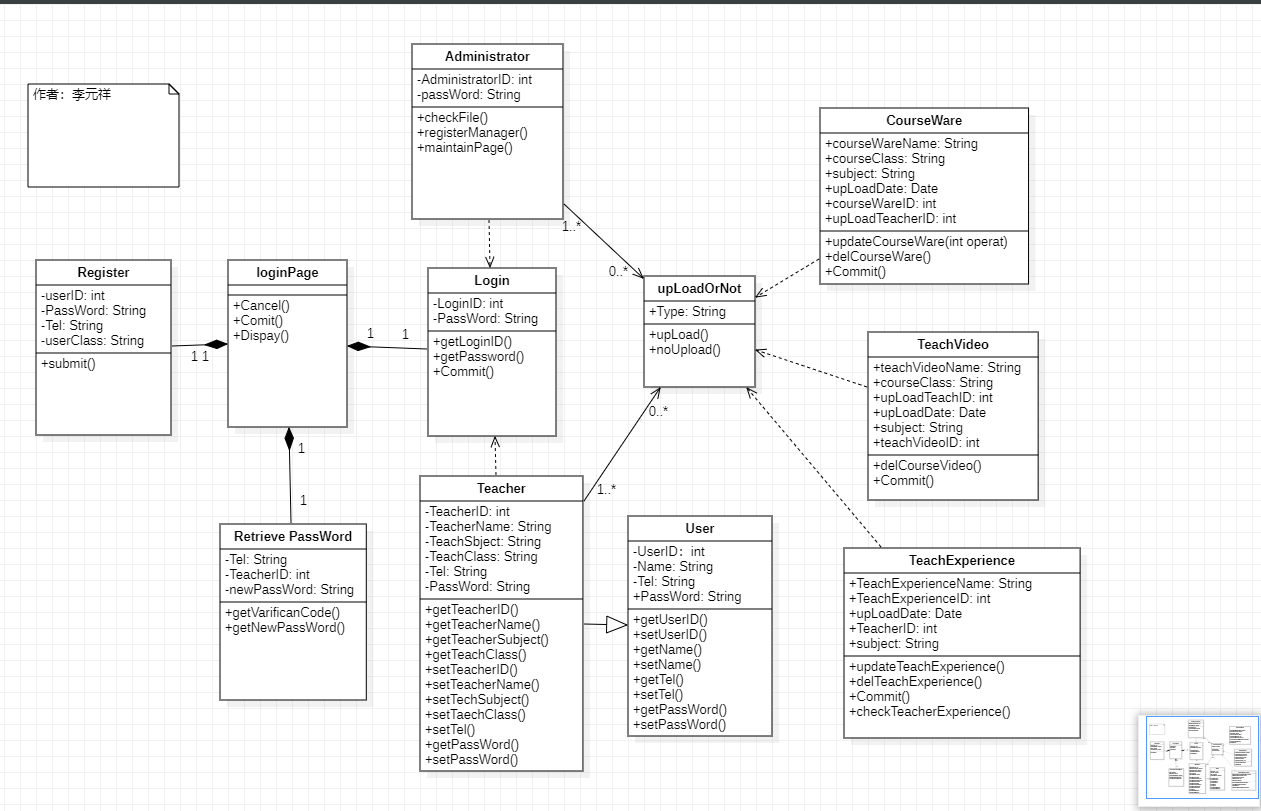 作者：李元祥
Administrator
-AdministratorID: int
-passWord: String
+checkFile()
+registerManager()
+maintainPage()
1..*
0..*
CourseWare
+courseWareName: String
+courseClass: String
+subject: String
+upLoadDate: Date
+courseWareID: int
+upLoadTeacherID: int
+updateCourseWare(int operat)
+delCourseWare()
+Commit()
Register
-userID: int
-PassWord: String
-Tel: String
-userClass: String
+submit()
1 1
loginPage
+Cancel()
+Comit()
+Dispay()
1
1
1
1
Login
-LoginID: int
-PassWord: String
+getLoginID()
+getPassword()
+Commit()
upLoadOrNot
+Type: String
+upLoad()
+noUpload()
0..*
1..*
TeachVideo
+teachVideoName: String
+courseClass: String
+upLoadTeachID: int
+upLoadDate: Date
+subject: String
+teachVideoID: int
+delCourseVideo()
+Commit()
Retrieve PassWord
-Tel: String
-TeacherID: int
-newPassWord: String
+getVarificanCode()
+getNewPassWord()
Teacher
-TeacherID: int
-TeacherName: String
-TeachSbject: String
-TeachClass: String
-Tel: String
-PassWord: String
+getTeacherID()
+getTeacherName()
+getTeacherSubject()
+getTeachClass()
+setTeacherID()
+setTeacherName()
+setTechSubject()
+setTaechClass()
+setTel()
+getPassWord()
+setPassWord()
User
-UserID： int
-Name: String
-Tel: String
+PassWord: String
+getUserID()
+setUserID()
+getName()
+setName()
+getTel()
+setTel()
+getPassWord()
+setPassWord()
TeachExperience
+TeachExperienceName: String
+TeachExperienceID: int
+upLoadDate: Date
+TeacherID: int
+subject: String
+updateTeachExperience()
+delTeachExperience()
+Commit()
+checkTeacherExperience()